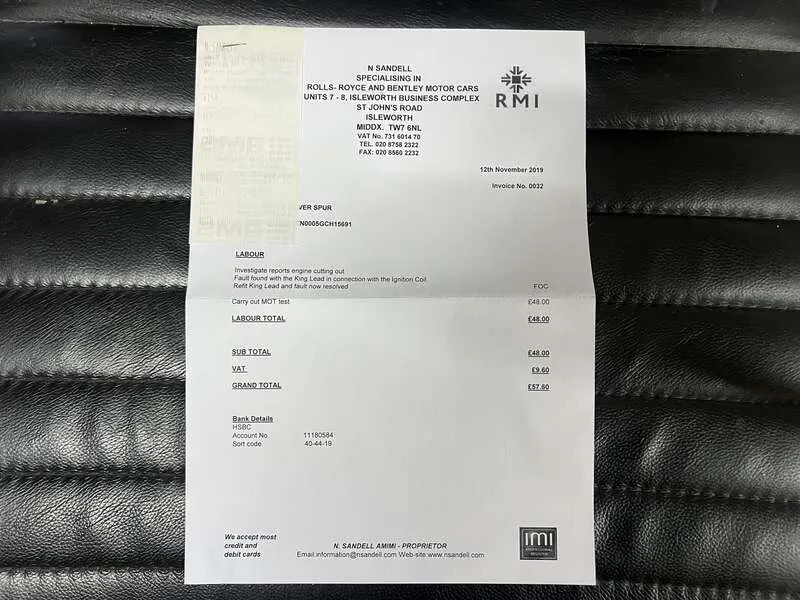 N SANDELL
SPECIALISING IN
ROLLS- ROYCE AND BENTLEY MOTOR CARS
UNITS 7 - 8, ISLEWORTH BUSINESS COMPLEX
ST JOHN'S ROAD
ISLEWORTH
MIDDX. TW7 6NL
VAT No. 731 6014 70
TEL. 020 8758 2322
FAX: 020 8560 2232
RMI
12th November 2019
Invoice No. 0032
VER SPUR
N0005GCH15691
LABOUR
Investigate reports engine cutting out
Fault found with the King Lead in connection with the Ignition Coil
Refit King Lead and fault now resolved FOC
Carry out MOT test £48.00
LABOUR TOTAL £48.00
SUB TOTAL £48.00
VAT £9.60
GRAND TOTAL £57.60
Bank Details
HSBC
Account No. 11180584
Sort code 40-44-19
We accept most
credit and
debit cards
N. SANDELL AMIMI - PROPRIETOR
Email:information@nsandell.com Web-site:www.nsandell.com
imi